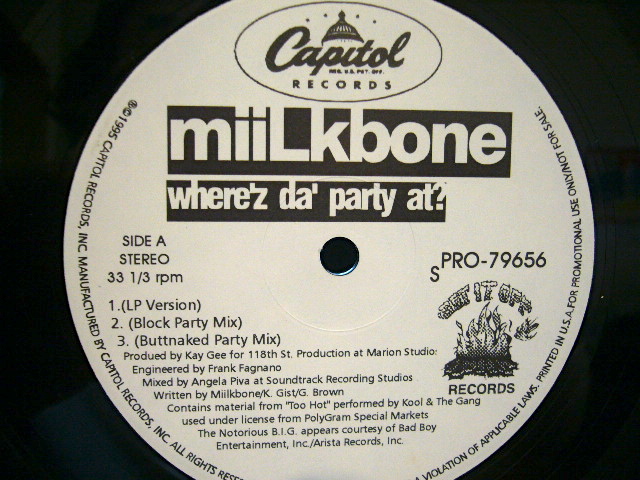 Capitol
REG. U.S. PAT. OFF.
RECORDS
miiLkbone
where'z da' party at?
SIDE A
STEREO
33 1/3 rpm
SPRO-79656
1.(LP Version)
2. (Block Party Mix)
3. (Buttnaked Party Mix)
Produed by Kay Gee for 118th St. Production at Marion Studio
Engineered by Frank Fagnano
Mixed by Angela Piva at Soundtrack Recording Studios
Written by Miilkbone/K. Gist/G. Brown
Contains material from "Too Hot" performed by Kool & The Gang
used under license from PolyGram Special Markets
The Notorious B.I.G. appears courtesy of Bad Boy
Entertainment, Inc./Arista Records, Inc.
SET IT OFF
RECORDS
℗©1995 CAPITOL RECORDS, INC. MANUFACTURED BY CAPITOL RECORDS, INC. ALL RIGHTS RESE
A VIOLATION OF APPLICABLE LAWS. PRINTED IN U.S.A. FOR PROMOTIONAL USE ONLY/NOT FOR SALE.